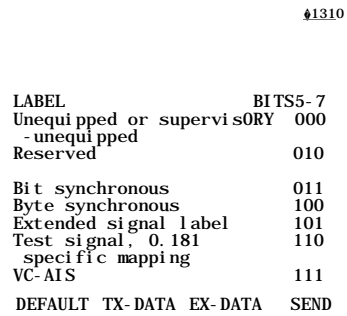 ⧫1310
LABEL BITS5-7
Unequipped or supervisORY 000
-unequipped
Reserved 010
Bit synchronous 011
Byte synchronous 100
Extended signal label 101
Test signal, 0.181 110
specific mapping
VC-AIS 111
DEFAULT TX-DATA EX-DATA SEND